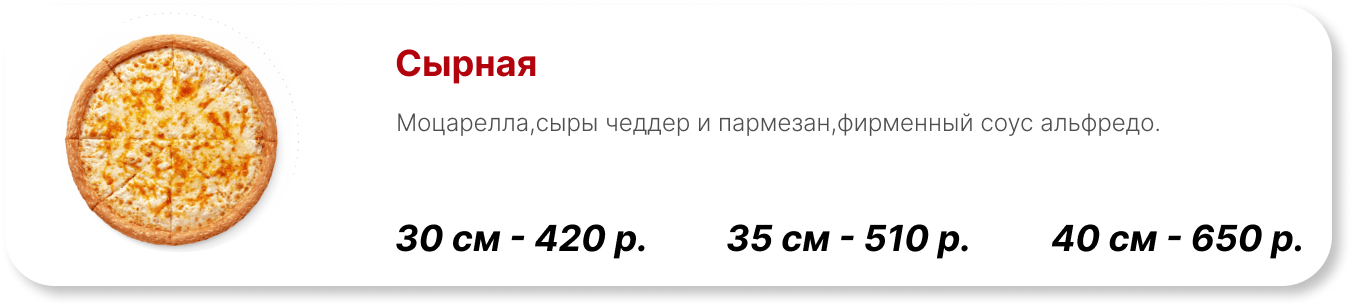 Сырная
Моцарелла,сыры чеддер и пармезан,фирменный соус альфредо.
30 см - 420 р. 35 см - 510 р. 40 см - 650 р.